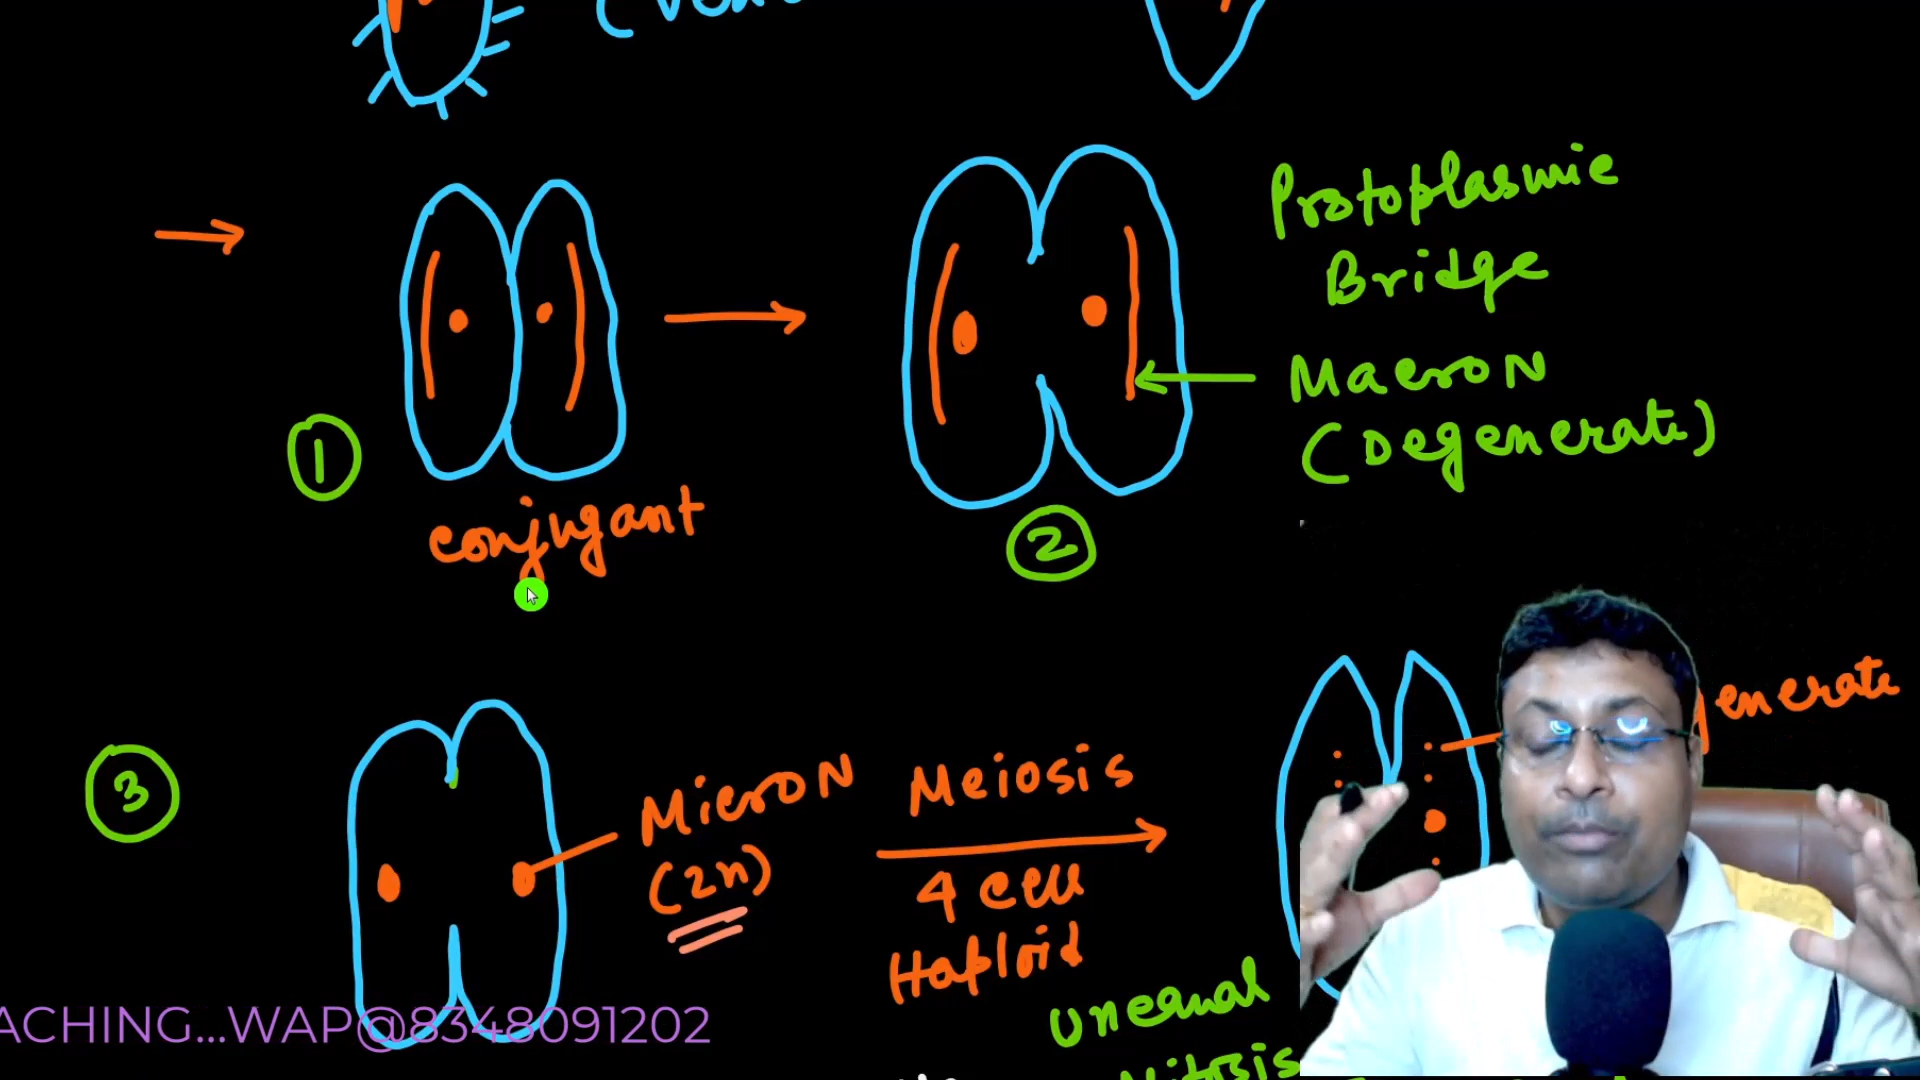 Protoplasmic
Bridge
MacroN
(Degenerate)
1
conjugant
2
3
MicroN
(2n)
Meiosis
4 cell
Haploid
enerate
Unequal
Mitosis
ACHING...WAP@8348091202